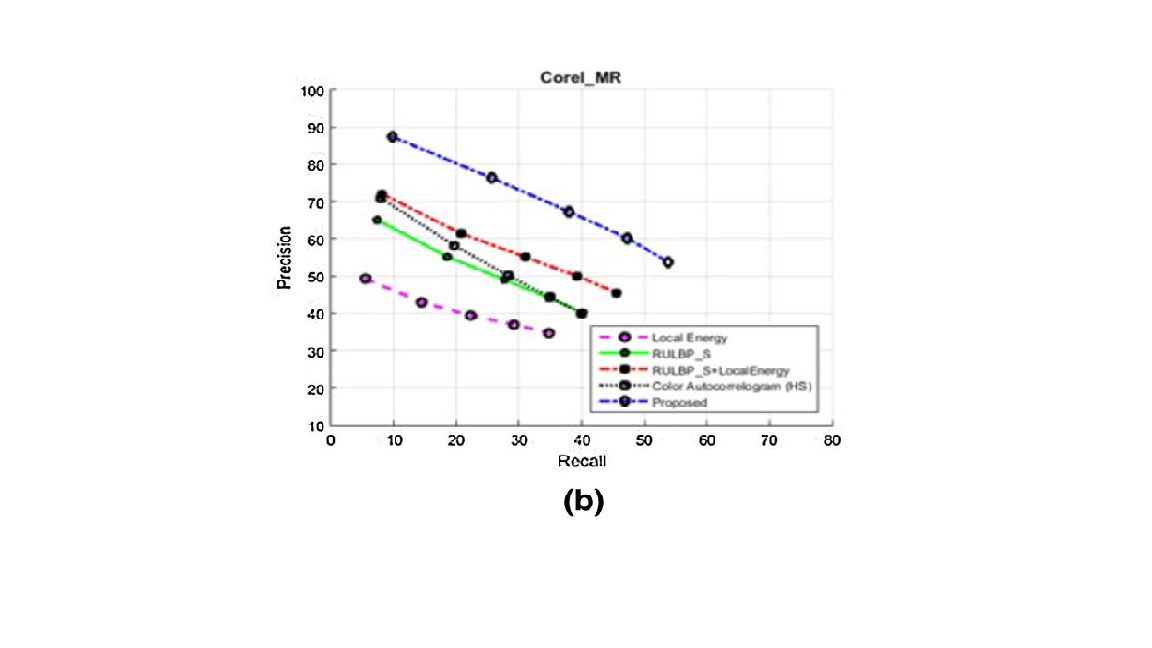 Corel_MR
100
90
80
70
60
50
40
30
20
10
Precision
0 10 20 30 40 50 60 70 80
Recall
Local Energy
RULBP_S
RULBP_S+LocalEnergy
Color Autocorrelogram (HS)
Proposed
(b)